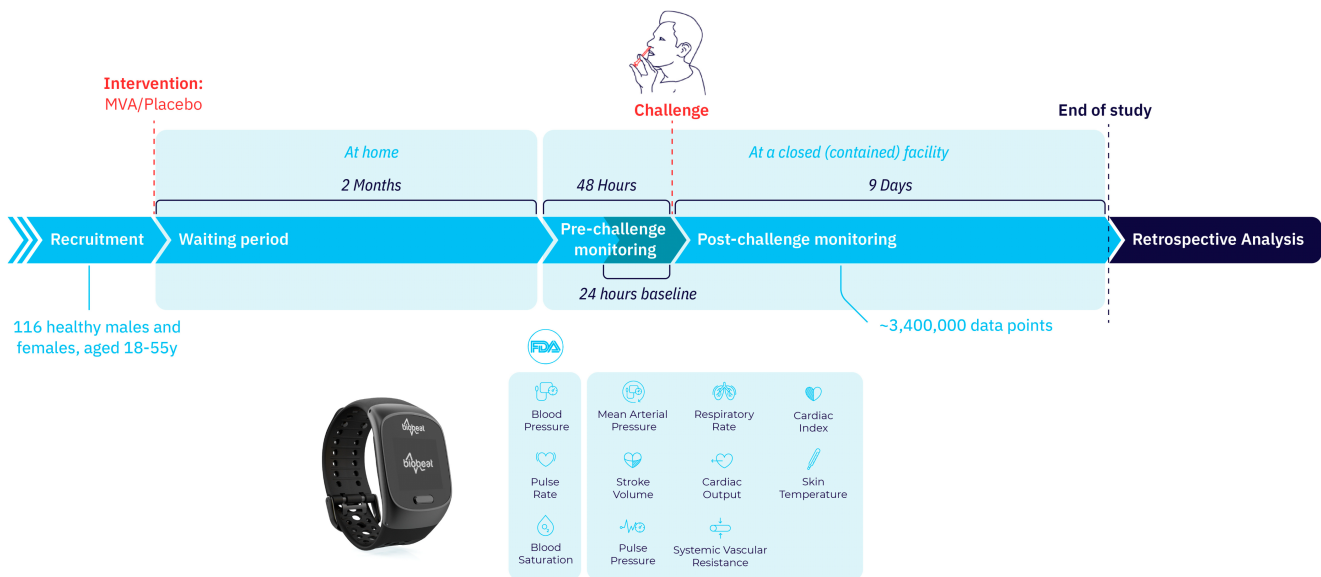 Intervention:
MVA/Placebo
Challenge
End of study
At home
At a closed (contained) facility
2 Months
48 Hours
9 Days
Recruitment
Waiting period
Pre-challenge
monitoring
Post-challenge monitoring
Retrospective Analysis
24 hours baseline
116 healthy males and
females, aged 18-55y
~3,400,000 data points
FDA
Blood
Pressure
Mean Arterial
Pressure
Respiratory
Rate
Cardiac
Index
Pulse
Rate
Stroke
Volume
Cardiac
Output
Skin
Temperature
Blood
Saturation
Pulse
Pressure
Systemic Vascular
Resistance
biobeat
biobeat
O₂